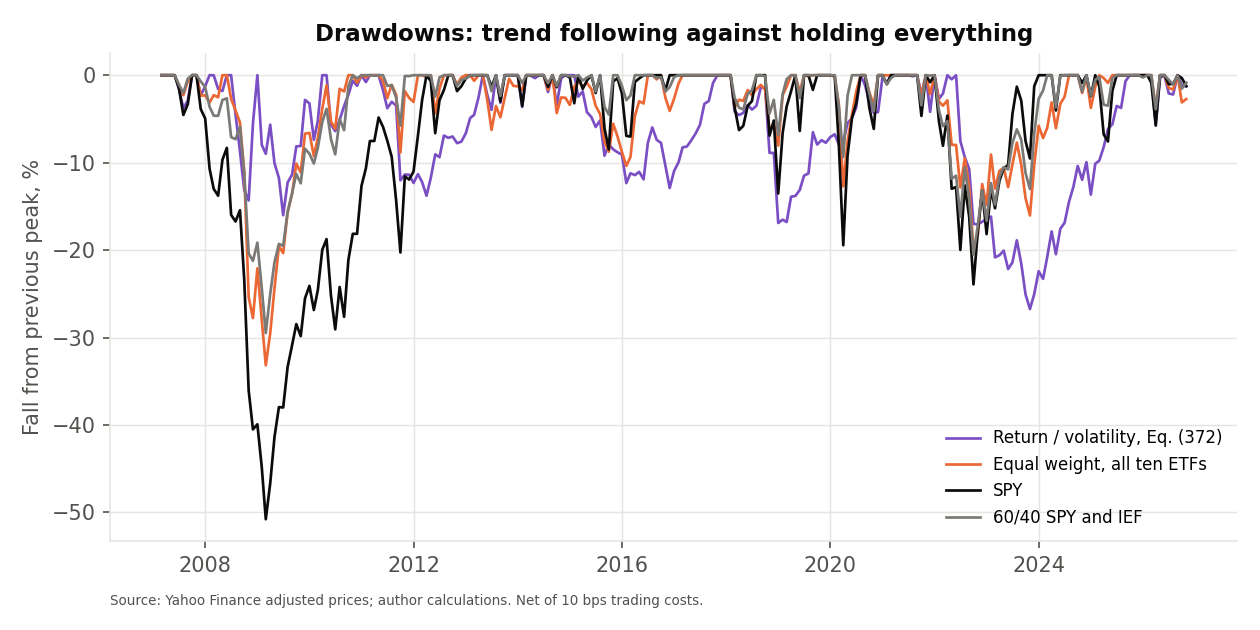 Drawdowns: trend following against holding everything
Fall from previous peak, %
0
−10
−20
−30
−40
−50
2008
2012
2016
2020
2024
Return / volatility, Eq. (372)
Equal weight, all ten ETFs
SPY
60/40 SPY and IEF
Source: Yahoo Finance adjusted prices; author calculations. Net of 10 bps trading costs.